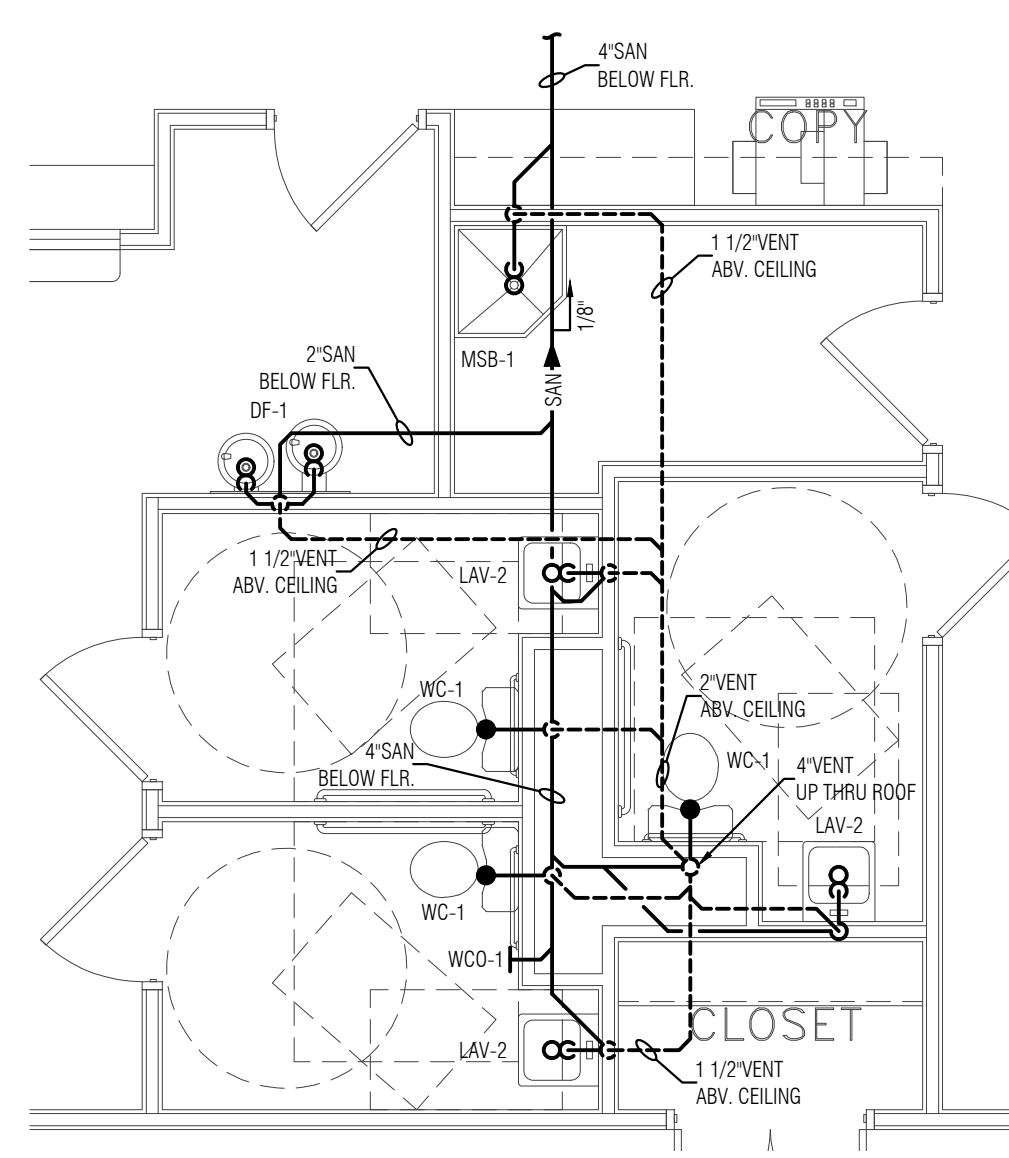 4"SAN
BELOW FLR.
COPY
1 1/2"VENT
ABV. CEILING
1/8"
MSB-1
2"SAN
BELOW FLR.
SAN
DF-1
1 1/2"VENT
ABV. CEILING
LAV-2
WC-1
2"VENT
ABV. CEILING
4"SAN
BELOW FLR.
WC-1
4"VENT
UP THRU ROOF
LAV-2
WC-1
WCO-1
CLOSET
LAV-2
1 1/2"VENT
ABV. CEILING